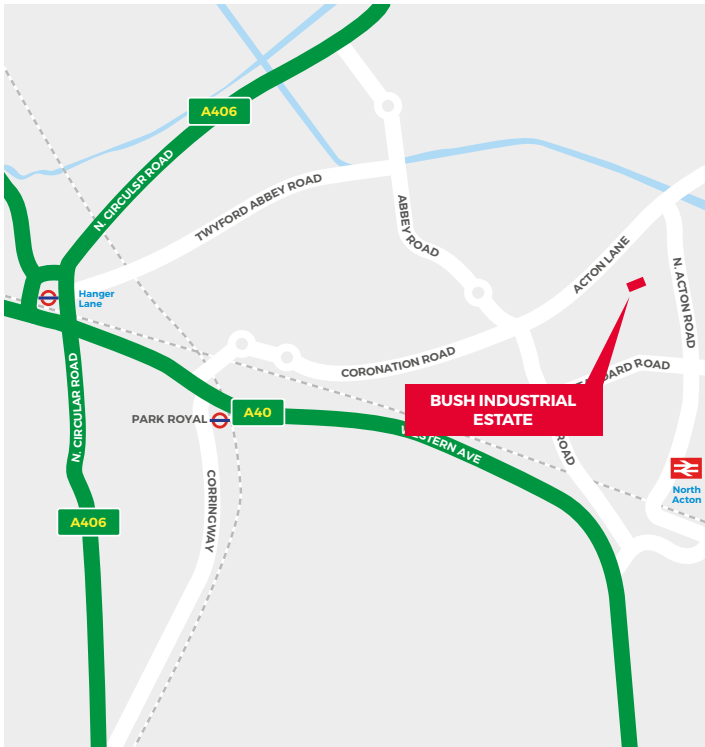 A406
N. CIRCULSR ROAD
TWYFORD ABBEY ROAD
ABBEY ROAD
ACTON LANE
N. ACTON ROAD
Hanger
Lane
N. CIRCULAR ROAD
CORONATION ROAD
ROAD
BUSH INDUSTRIAL
ESTATE
PARK ROYAL
A40
AVE
ROAD
CORRINGWAY
North
Acton
A406